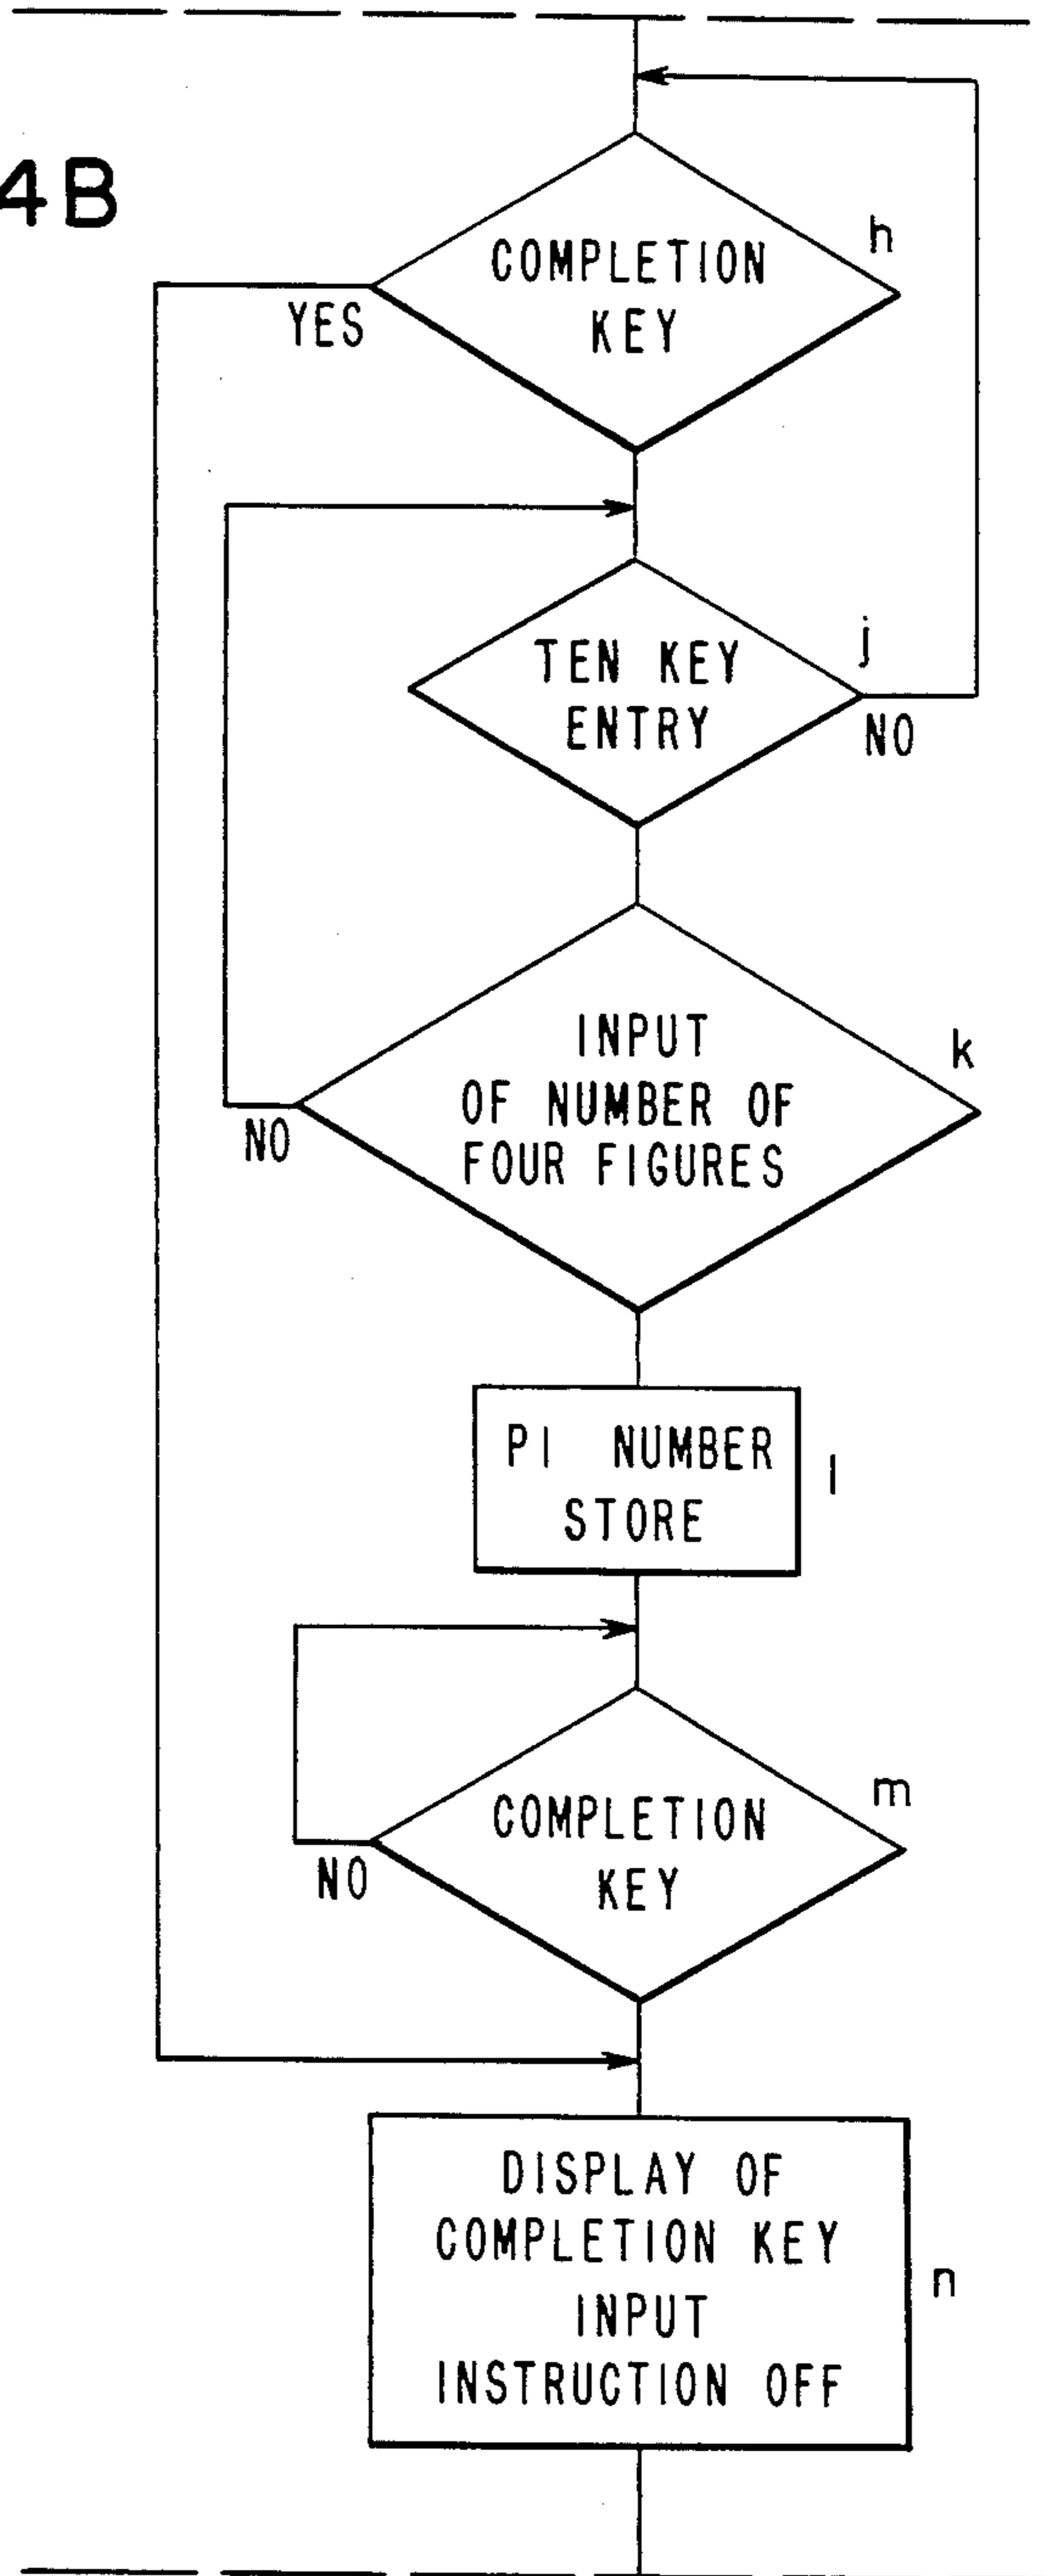 4B
COMPLETION
KEY
h
YES
TEN KEY
ENTRY
j
NO
INPUT
OF NUMBER OF
FOUR FIGURES
k
NO
PI NUMBER
STORE
l
COMPLETION
KEY
m
NO
DISPLAY OF
COMPLETION KEY
INPUT
INSTRUCTION OFF
n